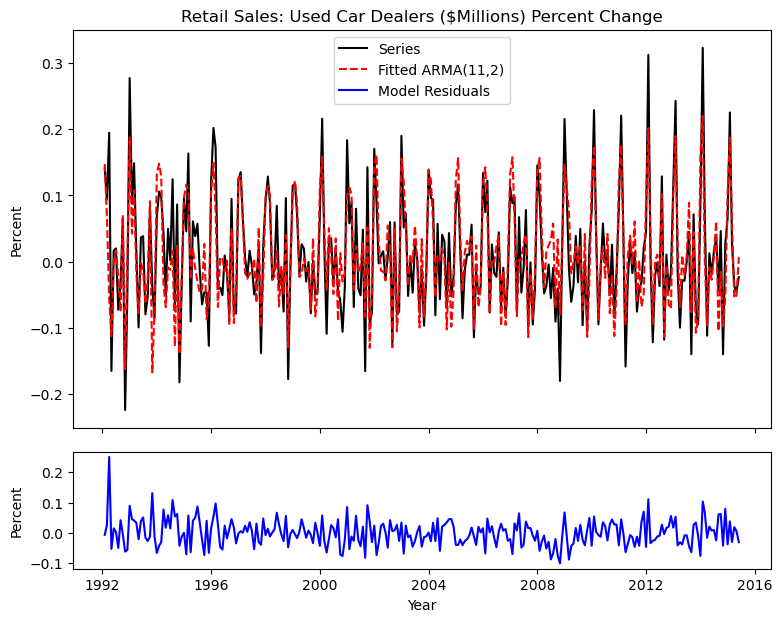 Retail Sales: Used Car Dealers ($Millions) Percent Change
Series
Fitted ARMA(11,2)
Model Residuals
Percent
0.3
0.2
0.1
0.0
−0.1
−0.2
Percent
0.2
0.1
0.0
−0.1
1992 1996 2000 2004 2008 2012 2016
Year